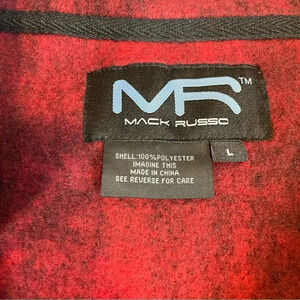 MR™
MACK RUSSO
L
SHELL:100%POLYESTER
IMAGINE THIS
MADE IN CHINA
SEE REVERSE FOR CARE